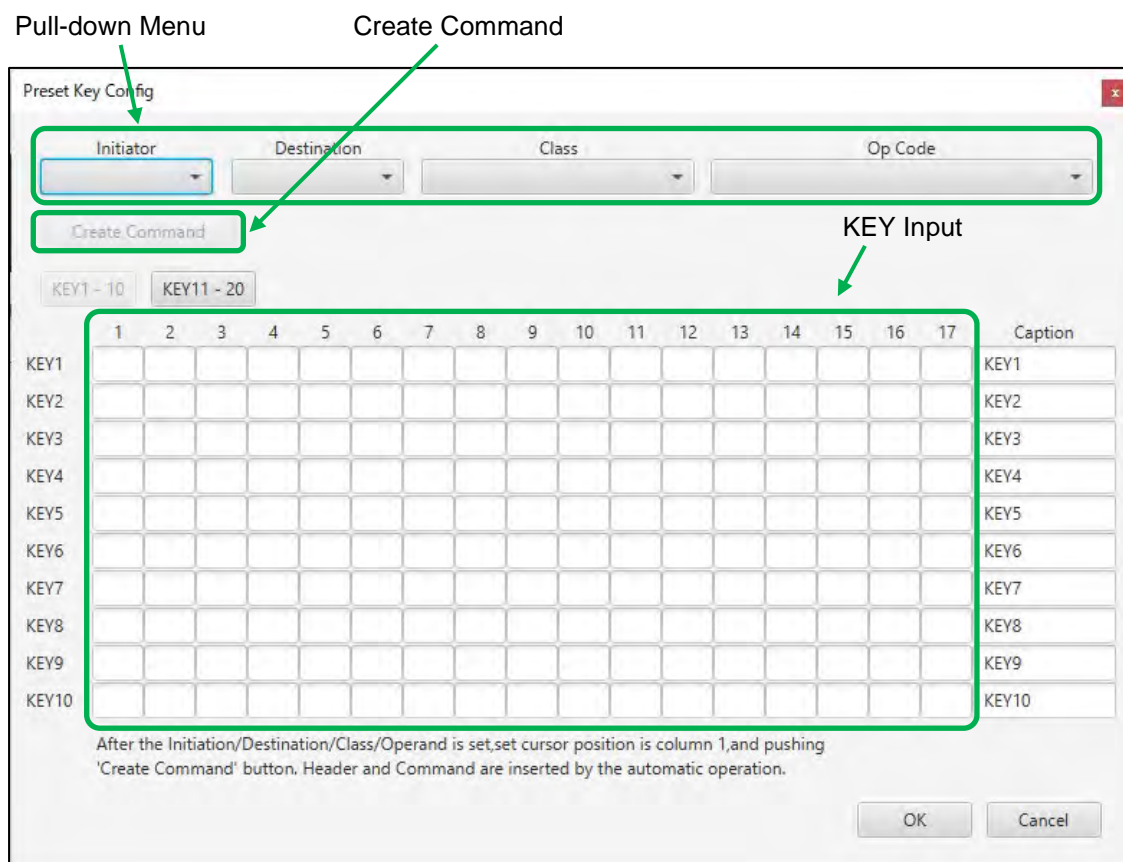 Pull-down Menu Create Command
Preset Key Config x
Initiator Destination Class Op Code
Create Command
KEY Input
KEY1 - 10 KEY11 - 20
1 2 3 4 5 6 7 8 9 10 11 12 13 14 15 16 17 Caption
KEY1 KEY1
KEY2 KEY2
KEY3 KEY3
KEY4 KEY4
KEY5 KEY5
KEY6 KEY6
KEY7 KEY7
KEY8 KEY8
KEY9 KEY9
KEY10 KEY10
After the Initiation/Destination/Class/Operand is set,set cursor position is column 1,and pushing
'Create Command' button. Header and Command are inserted by the automatic operation.
OK Cancel